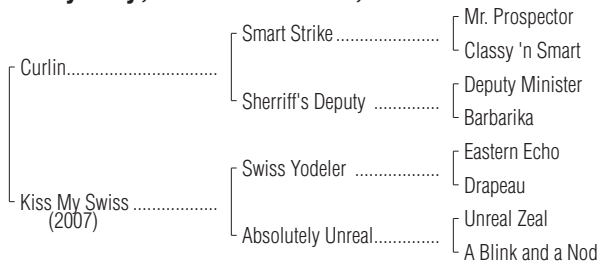 Mr. Prospector
Smart Strike
Classy 'n Smart
Curlin
Deputy Minister
Sherriff's Deputy
Barbarika
Eastern Echo
Swiss Yodeler
Drapeau
Kiss My Swiss
(2007)
Unreal Zeal
Absolutely Unreal
A Blink and a Nod